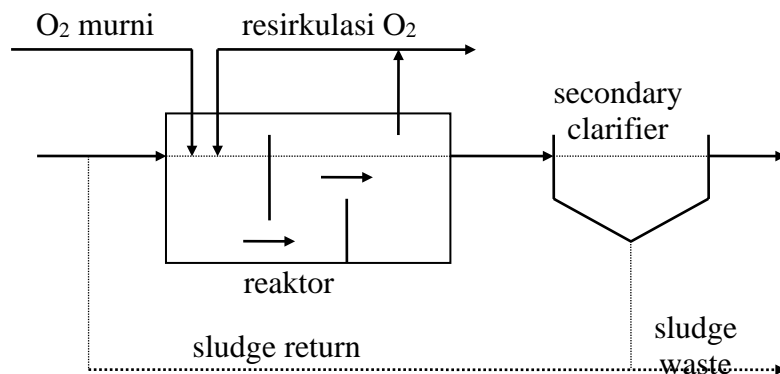 O₂ murni
resirkulasi O₂
secondary
clarifier
reaktor
sludge return
sludge
waste